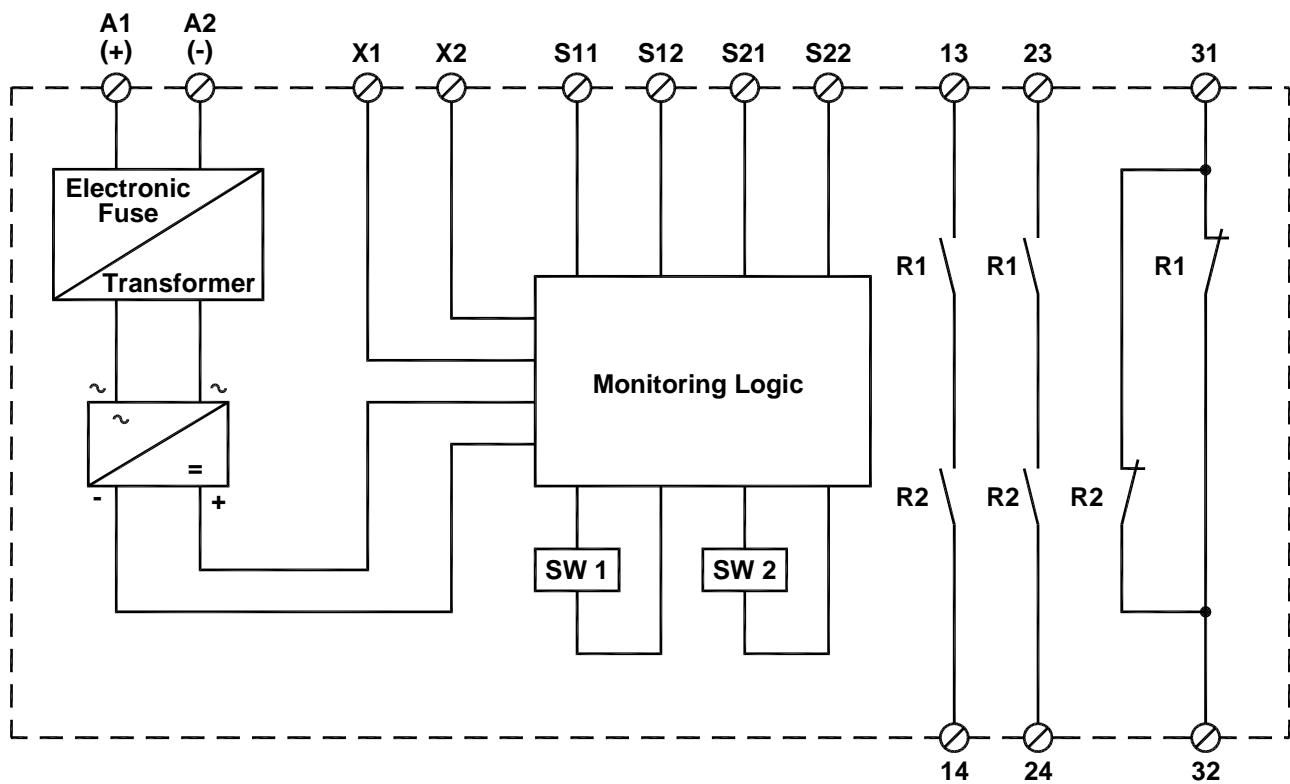 A1 A2
(+) (-) X1 X2 S11 S12 S21 S22 13 23 31
Electronic
Fuse
Transformer
R1 R1 R1
~ ~
~
=
- +
Monitoring Logic
R2 R2 R2
SW 1 SW 2
14 24 32